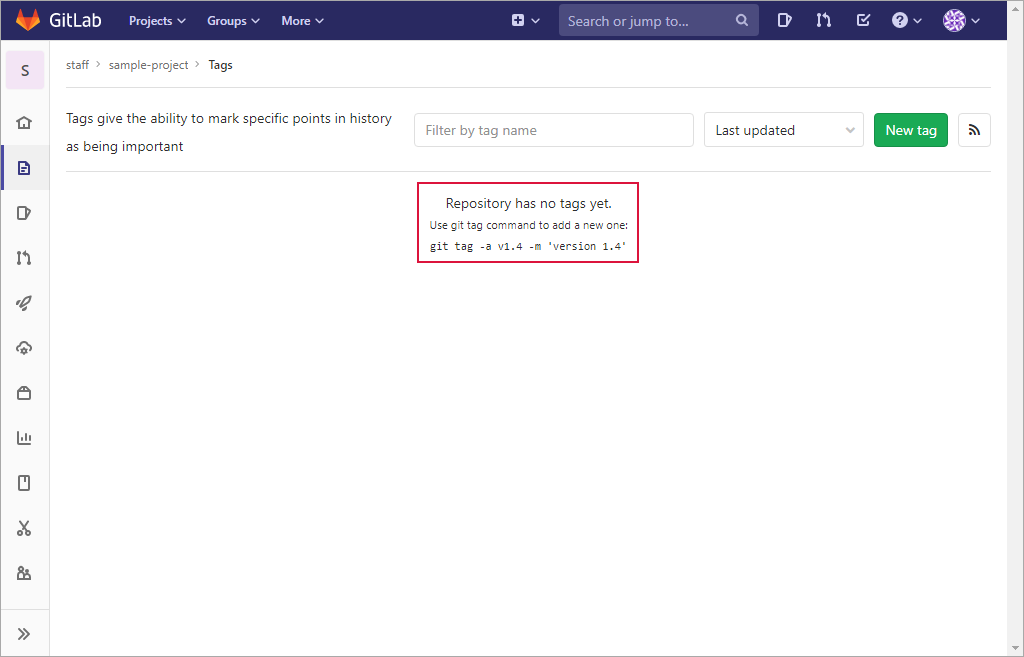 GitLab Projects Groups More Search or jump to...
S
staff > sample-project > Tags
Tags give the ability to mark specific points in history
as being important
Filter by tag name
Last updated
New tag
Repository has no tags yet.
Use git tag command to add a new one:
git tag -a v1.4 -m 'version 1.4'